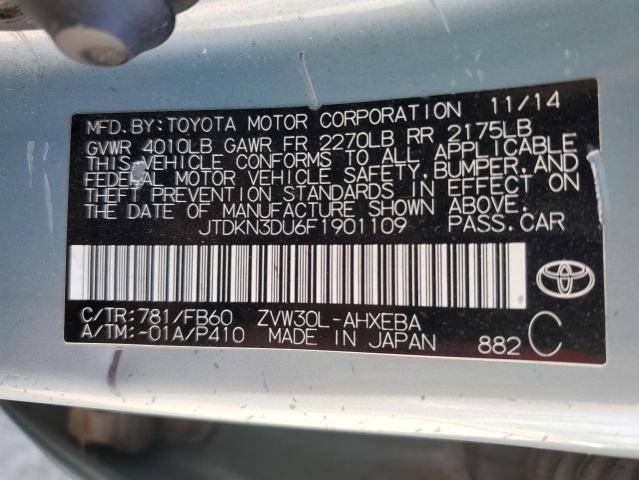 MFD. BY: TOYOTA MOTOR CORPORATION 11/14
GVWR 4010LB GAWR FR 2270LB RR 2175LB
THIS VEHICLE CONFORMS TO ALL APPLICABLE
FEDERAL MOTOR VEHICLE SAFETY, BUMPER, AND
THEFT PREVENTION STANDARDS IN EFFECT ON
THE DATE OF MANUFACTURE SHOWN ABOVE.
JTDKN3DU6F1901109 PASS. CAR
C/TR: 781/FB60 ZVW30L-AHXEBA
A/TM: -01A/P410 MADE IN JAPAN 882 C